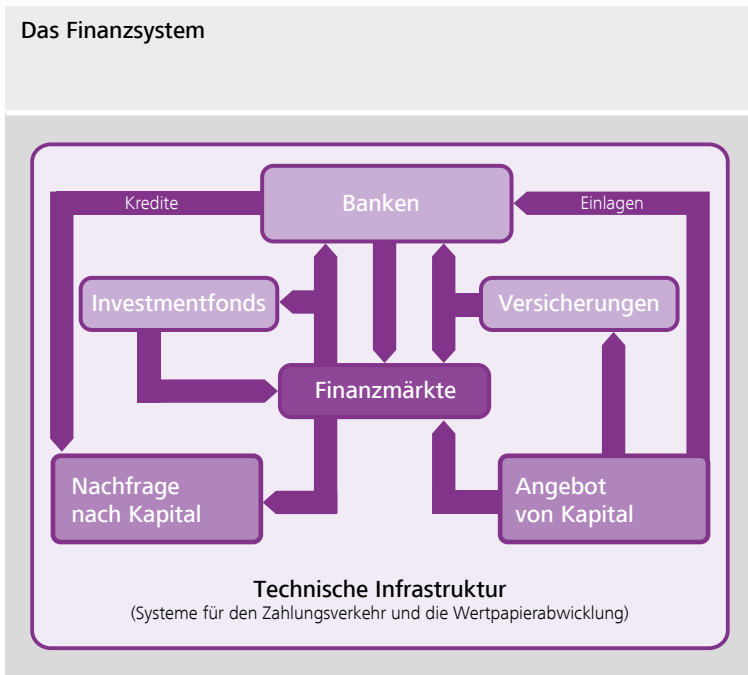 Das Finanzsystem
Kredite
Banken
Einlagen
Investmentfonds
Versicherungen
Finanzmärkte
Nachfrage
nach Kapital
Angebot
von Kapital
Technische Infrastruktur
(Systeme für den Zahlungsverkehr und die Wertpapierabwicklung)